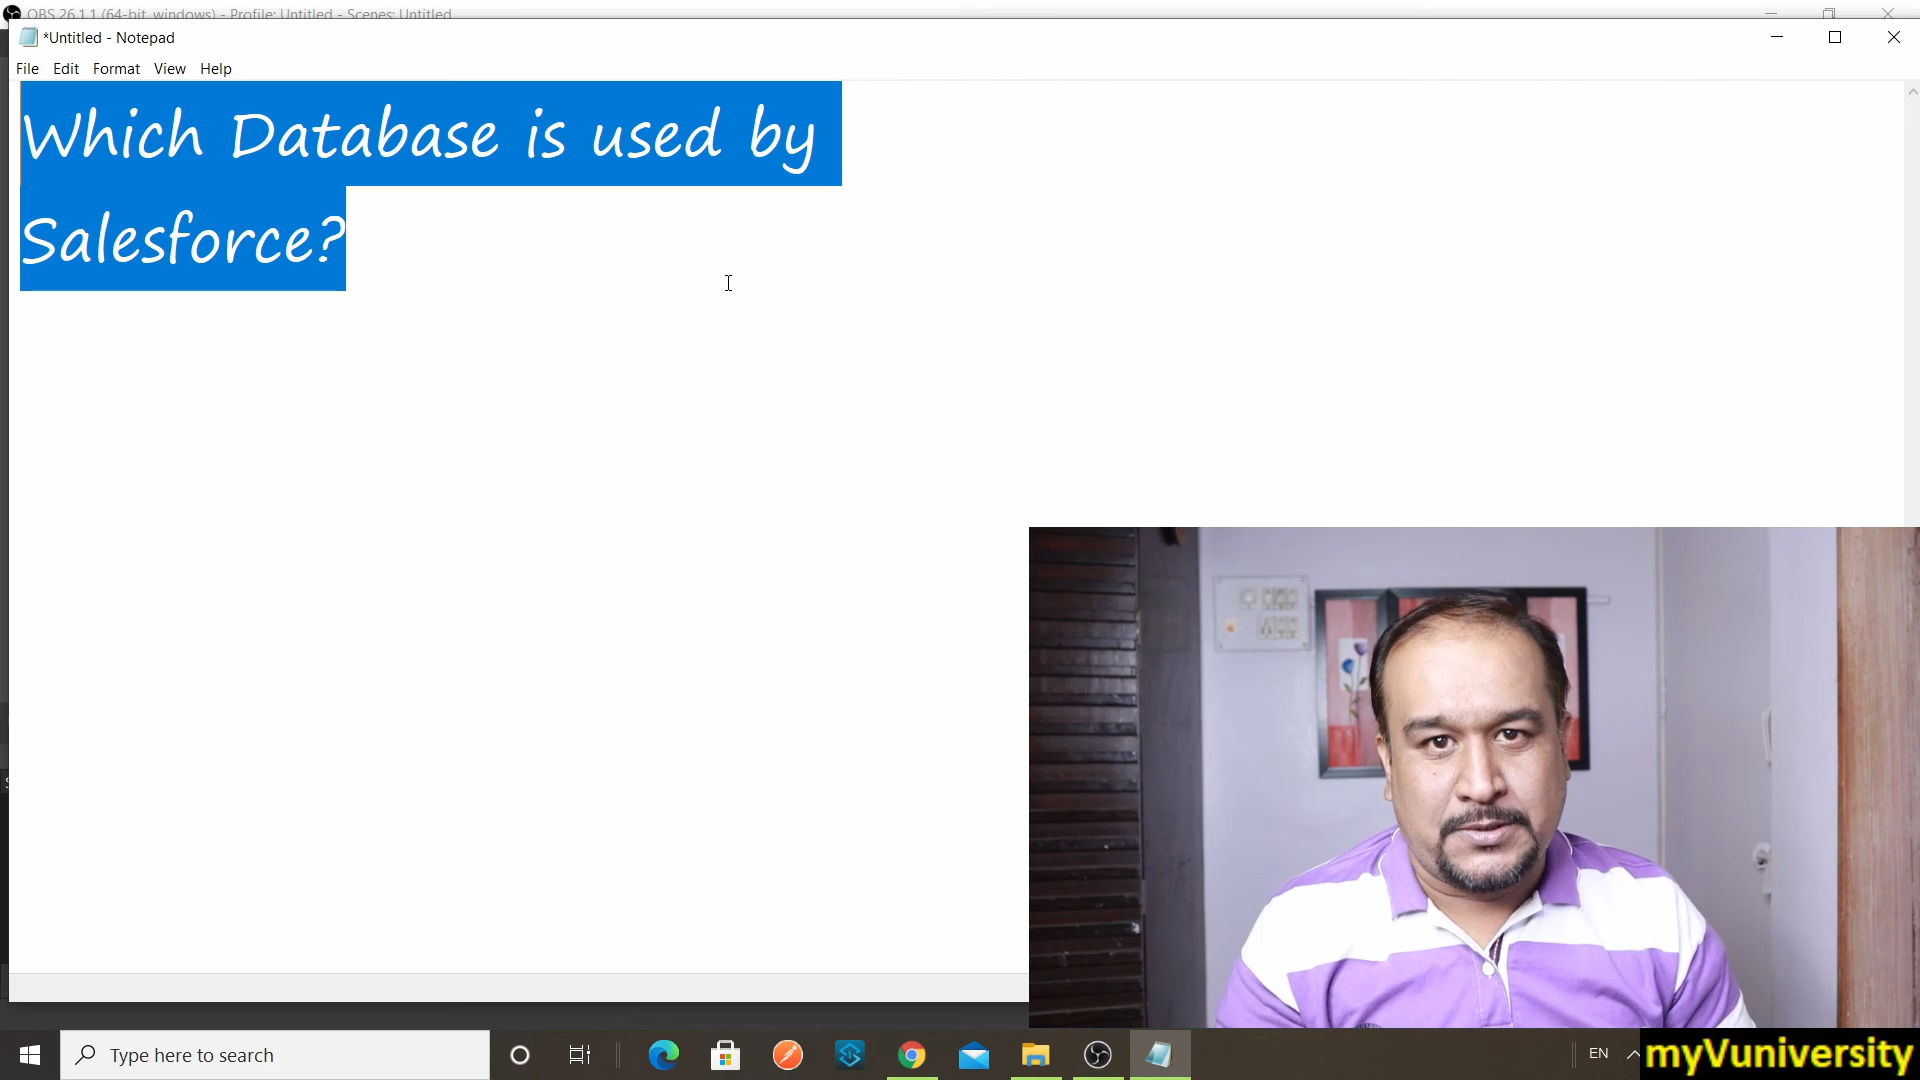 OBS 26.1.1 (64-bit, windows) - Profile: Untitled - Scenes: Untitled
*Untitled - Notepad
File Edit Format View Help
Which Database is used by
Salesforce?
Type here to search
EN
myVuniversity